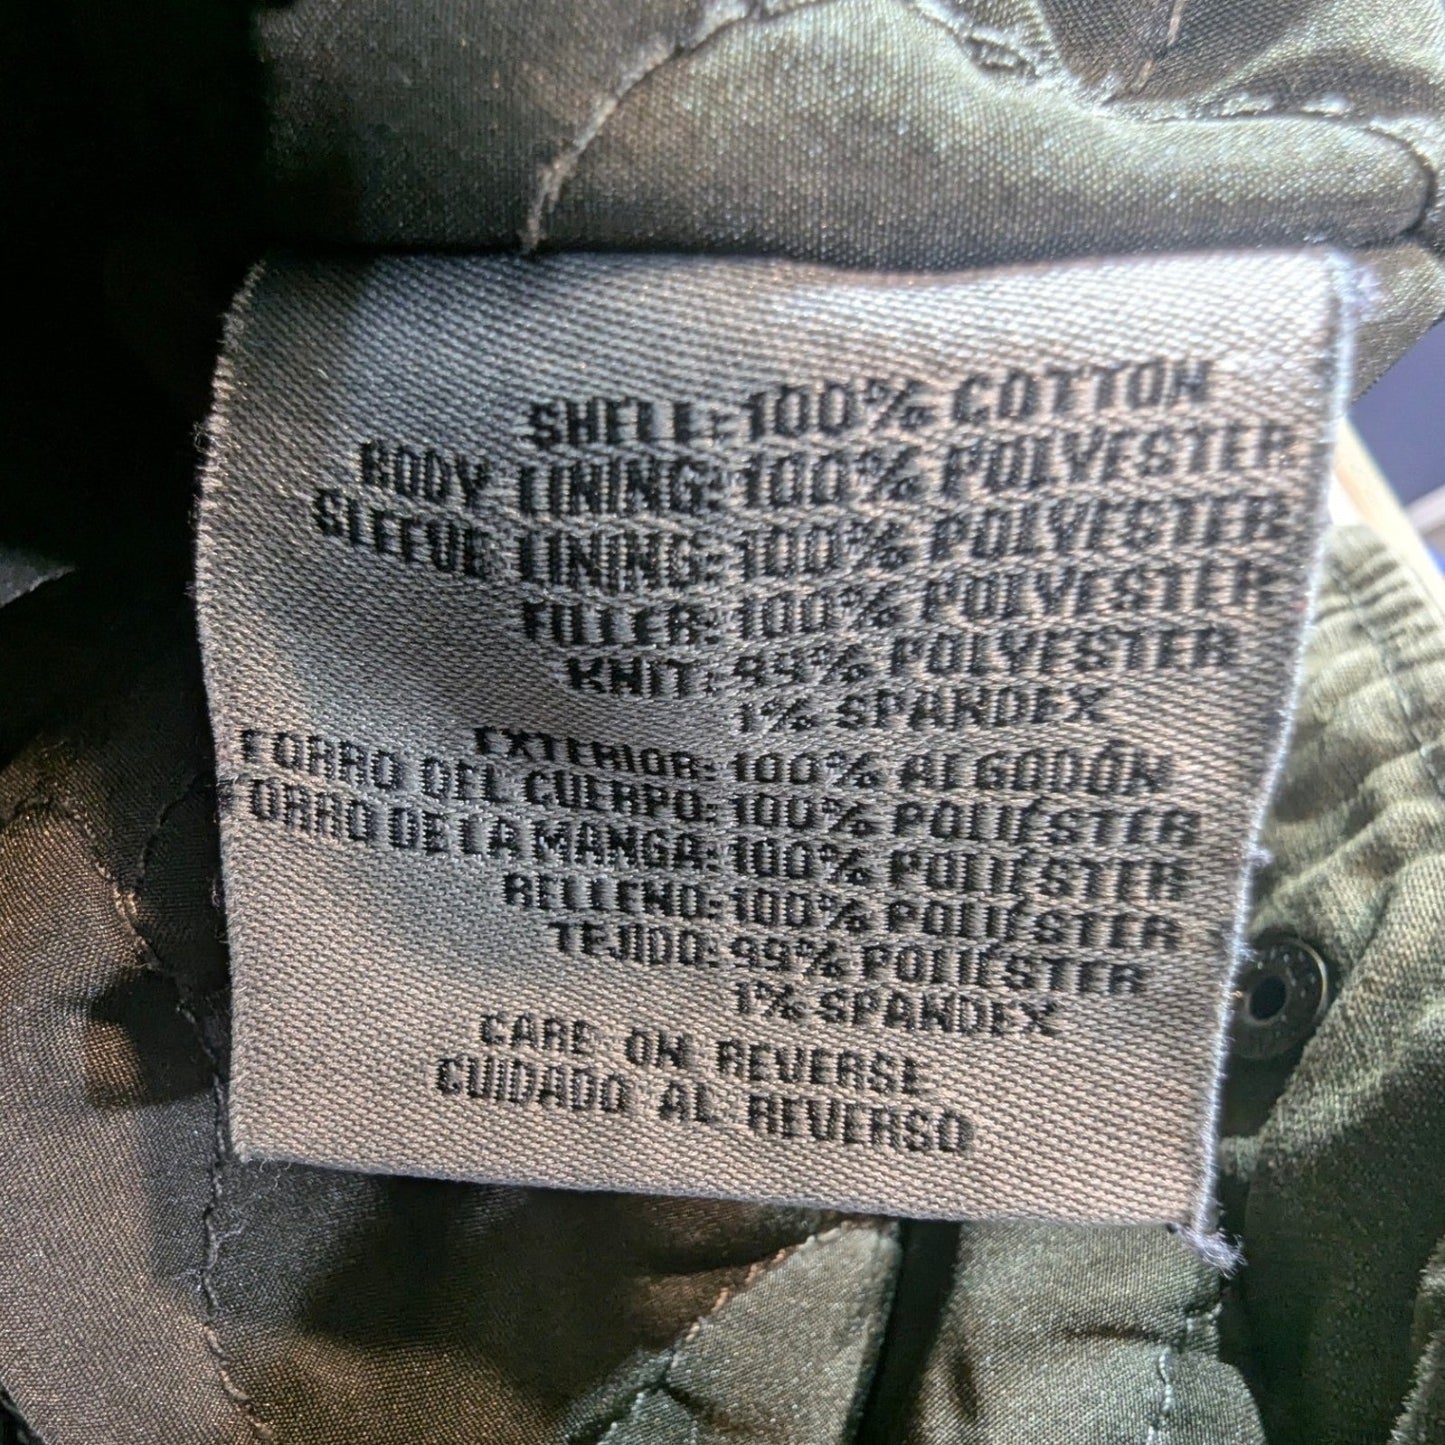 SHELL: 100% COTTON
BODY LINING: 100% POLYESTER
SLEEVE LINING: 100% POLYESTER
FILLER: 100% POLYESTER
KNIT: 99% POLYESTER
1% SPANDEX
EXTERIOR: 100% ALGODÓN
FORRO DEL CUERPO: 100% POLIÉSTER
FORRO DE LA MANGA: 100% POLIÉSTER
RELLENO: 100% POLIÉSTER
TEJIDO: 99% POLIÉSTER
1% SPANDEX
CARE ON REVERSE
CUIDADO AL REVERSO